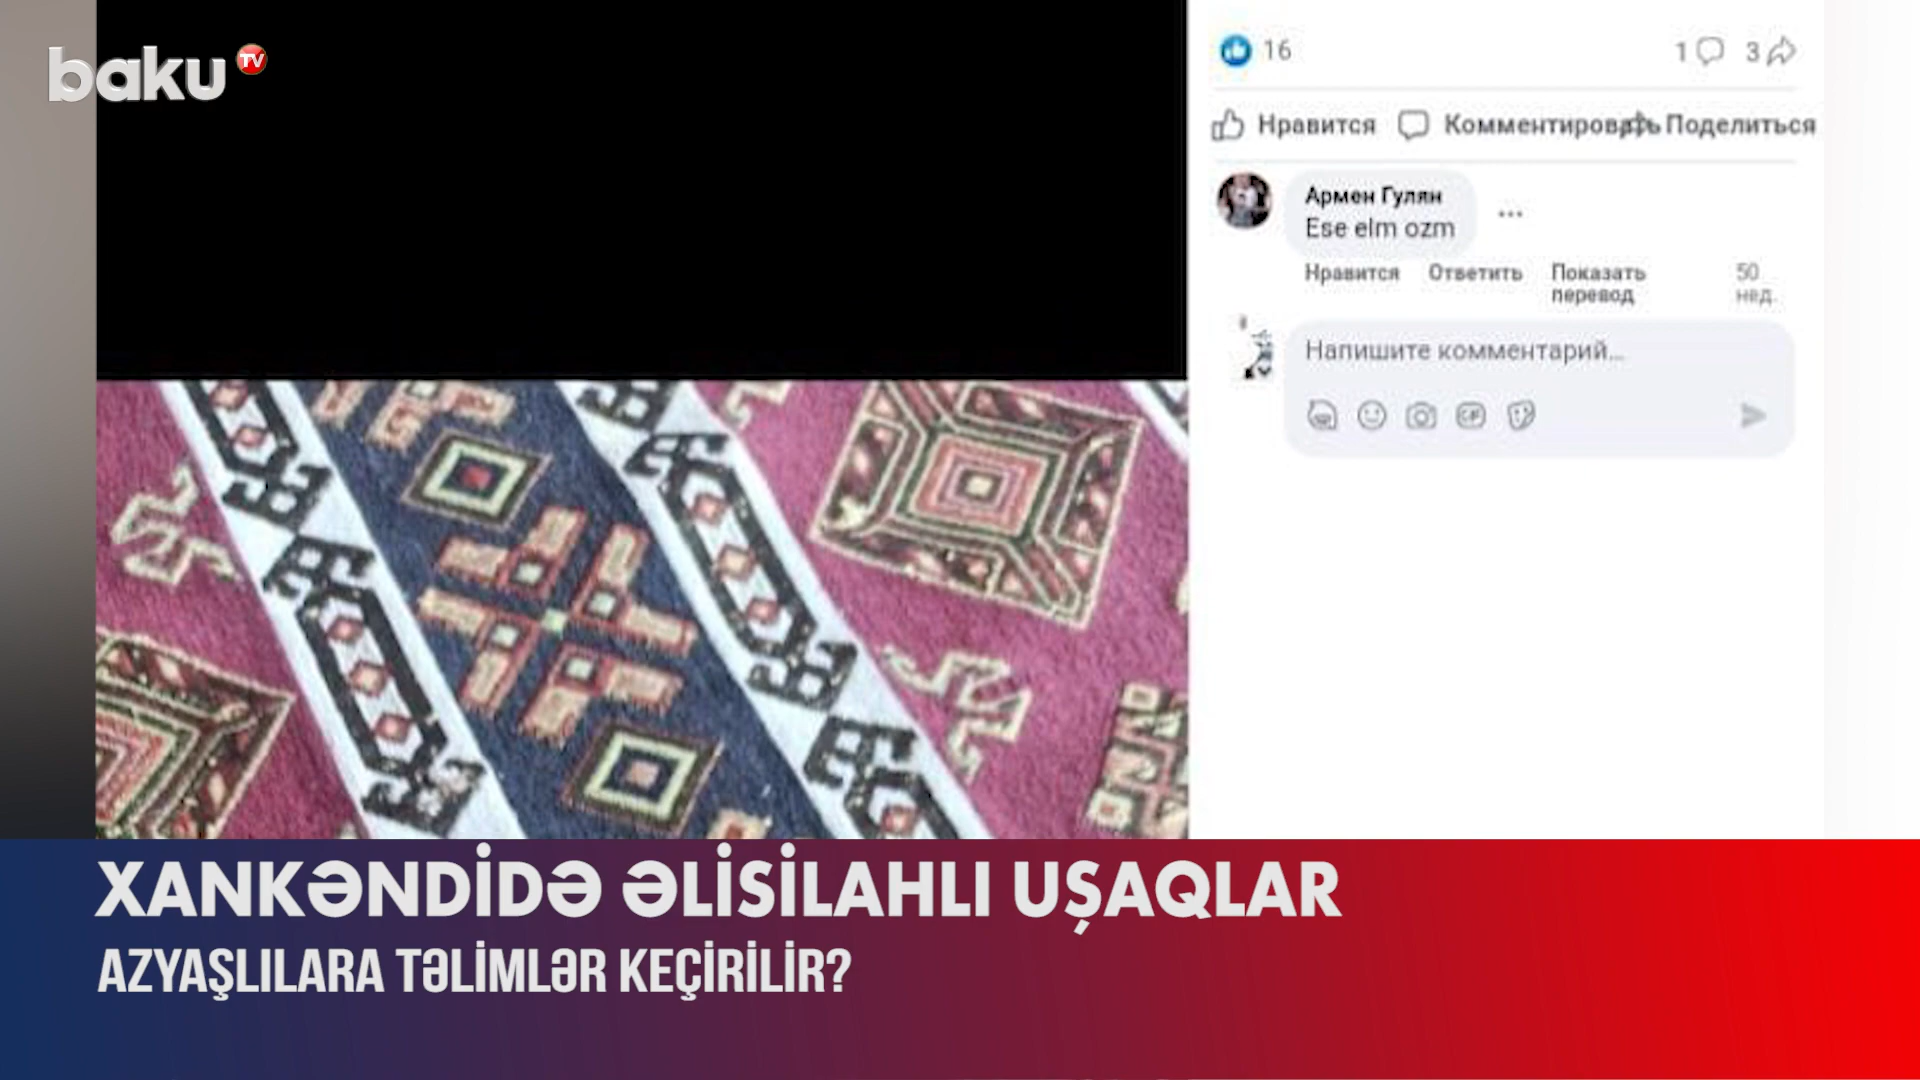 baku TV
16
1
3
Нравится
Комментировать
Поделиться
Армен Гулян
Ese elm ozm
Нравится
Ответить
Показать
перевод
50
нед.
Напишите комментарий...
GIF
XANKƏNDİDƏ ƏLİSİLAHLI UŞAQLAR
AZYAŞLILARA TƏLİMLƏR KEÇİRİLİR?